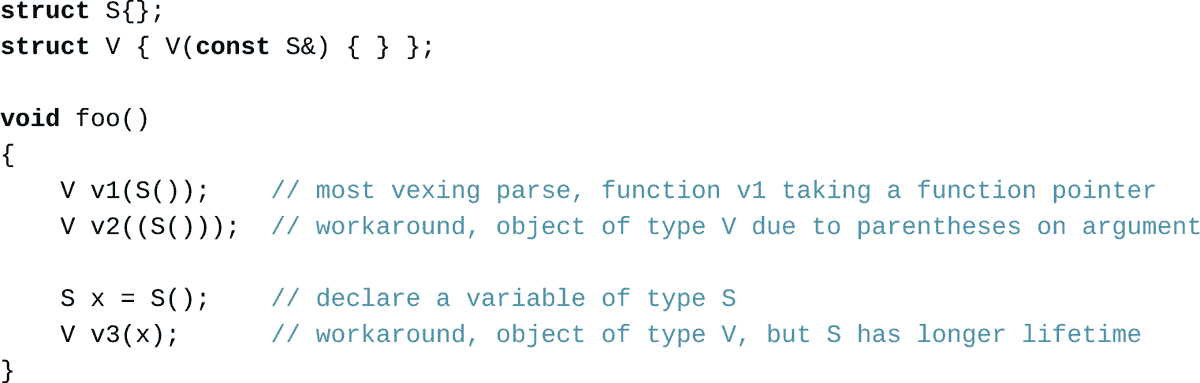 struct S{};
struct V { V(const S&) { } };
void foo()
{
    V v1(S());    // most vexing parse, function v1 taking a function pointer
    V v2((S()));  // workaround, object of type V due to parentheses on argument
    S x = S();    // declare a variable of type S
    V v3(x);      // workaround, object of type V, but S has longer lifetime
}